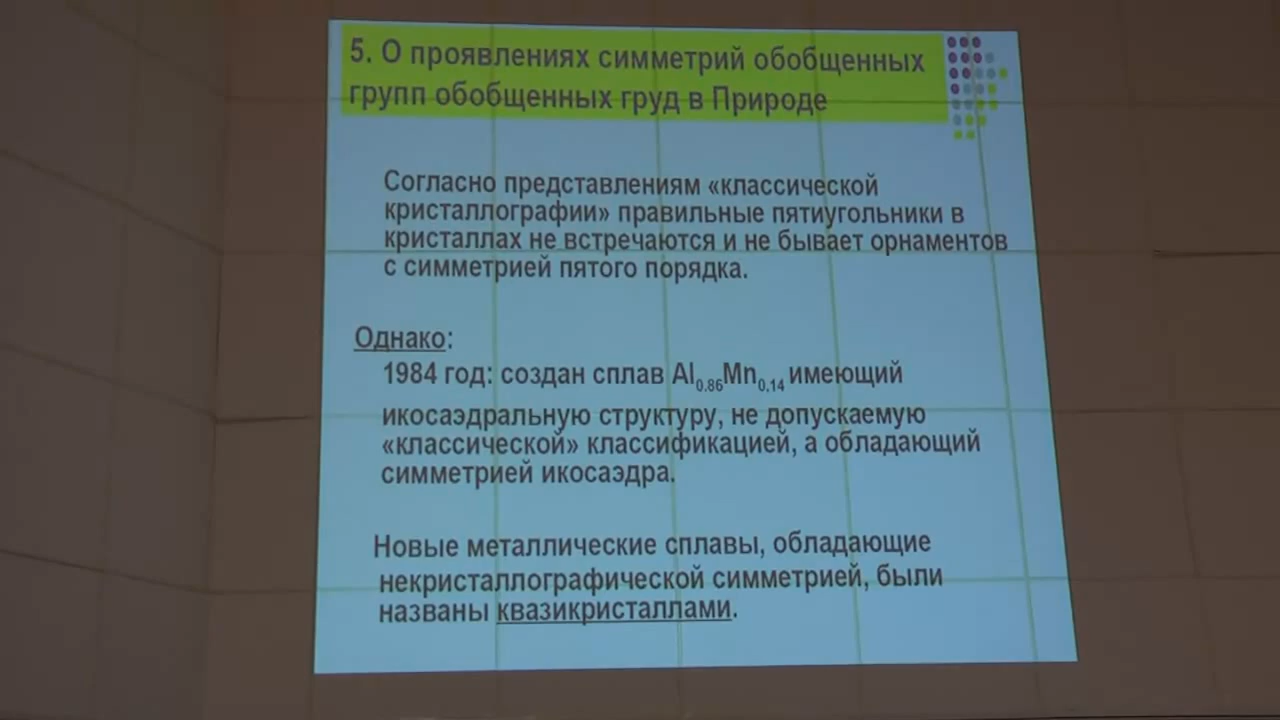 5. О проявлениях симметрий обобщенных
групп обобщенных груд в Природе
Согласно представлениям «классической
кристаллографии» правильные пятиугольники в
кристаллах не встречаются и не бывает орнаментов
с симметрией пятого порядка.
Однако:
1984 год: создан сплав Al0.86Mn0.14 имеющий
икосаэдральную структуру, не допускаемую
«классической» классификацией, а обладающий
симметрией икосаэдра.
Новые металлические сплавы, обладающие
некристаллографической симметрией, были
названы квазикристаллами.